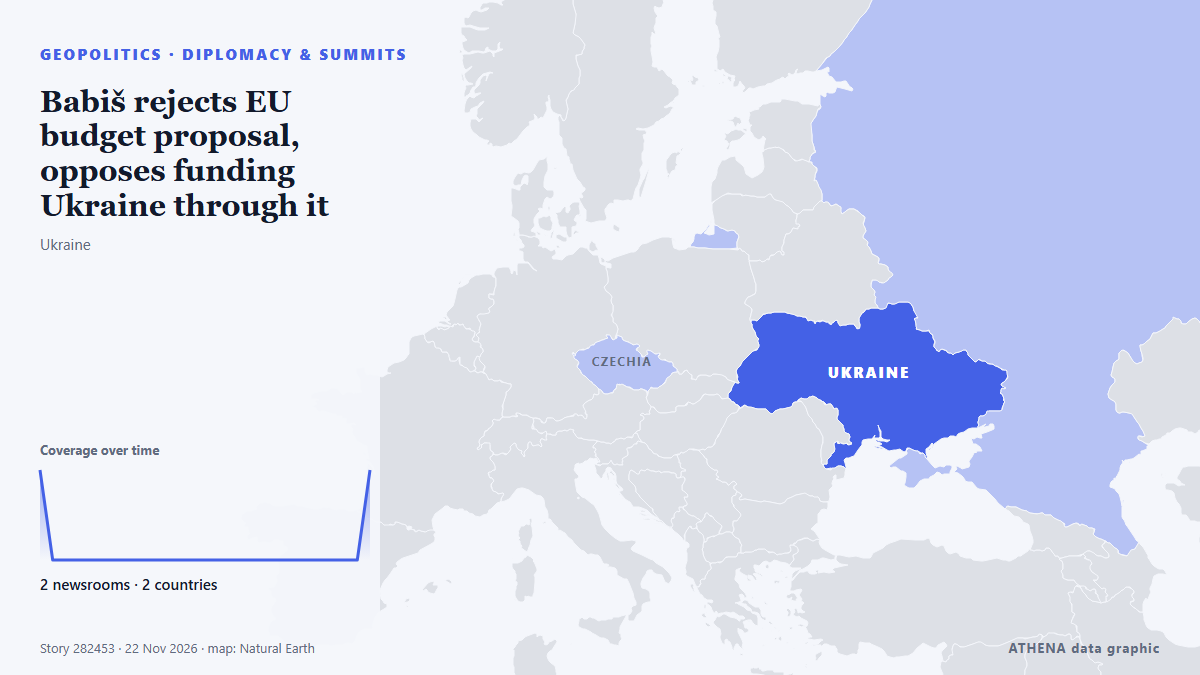 GEOPOLITICS · DIPLOMACY & SUMMITS
Babiš rejects EU
budget proposal,
opposes funding
Ukraine through it
Ukraine
CZECHIA
UKRAINE
Coverage over time
2 newsrooms · 2 countries
Story 282453 · 22 Nov 2026 · map: Natural Earth
ATHENA data graphic